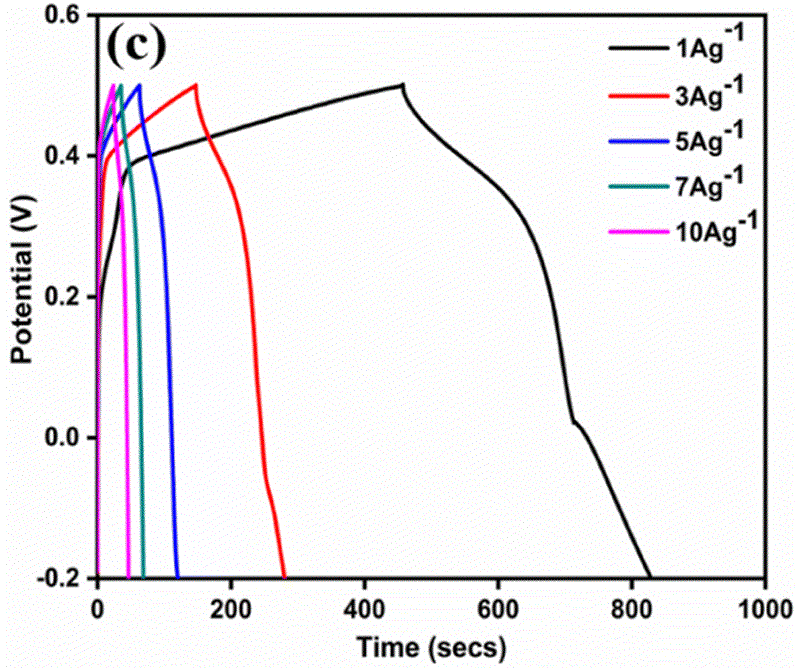 (c)
1Ag⁻¹
3Ag⁻¹
5Ag⁻¹
7Ag⁻¹
10Ag⁻¹
Potential (V)
0.6
0.4
0.2
0.0
-0.2
0 200 400 600 800 1000
Time (secs)